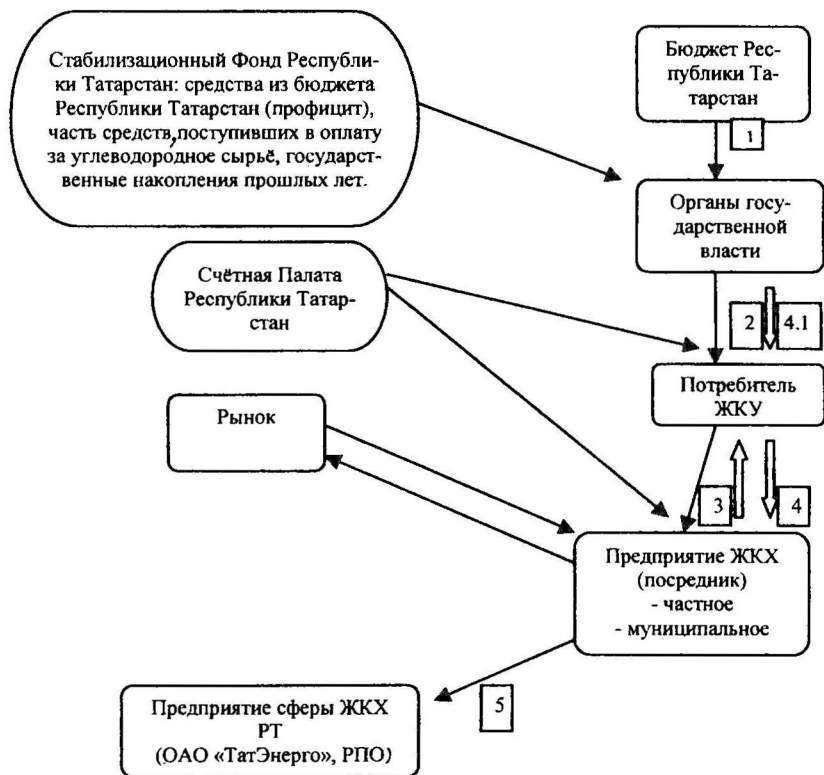 Стабилизационный Фонд Республи-
ки Татарстан: средства из бюджета
Республики Татарстан (профицит),
часть средств,поступивших в оплату
за углеводородное сырьё, государст-
венные накопления прошлых лет.
Бюджет Рес-
публики Та-
тарстан
1
Органы госу-
дарственной
власти
Счётная Палата
Республики Татар-
стан
2
4.1
Потребитель
ЖКУ
Рынок
3
4
Предприятие ЖКХ
(посредник)
- частное
- муниципальное
5
Предприятие сферы ЖКХ
РТ
(ОАО «ТатЭнерго», РПО)